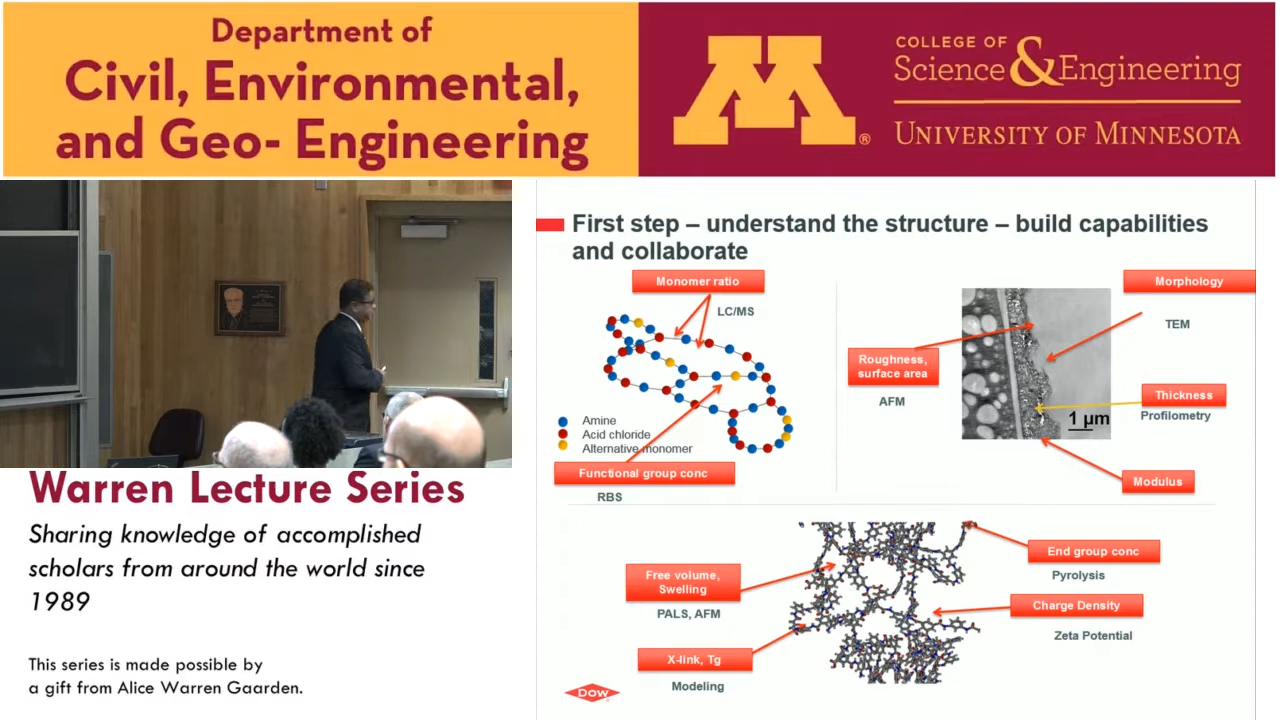 Department of
Civil, Environmental,
and Geo- Engineering
M®
COLLEGE OF
Science & Engineering
UNIVERSITY OF MINNESOTA
Warren Lecture Series
Sharing knowledge of accomplished
scholars from around the world since
1989
This series is made possible by
a gift from Alice Warren Gaarden.
First step – understand the structure – build capabilities
and collaborate
Monomer ratio
LC/MS
Amine
Acid chloride
Alternative monomer
Functional group conc
RBS
Morphology
TEM
Roughness,
surface area
AFM
Thickness
Profilometry
1 µm
Modulus
Free volume,
Swelling
PALS, AFM
X-link, Tg
Modeling
End group conc
Pyrolysis
Charge Density
Zeta Potential
Dow